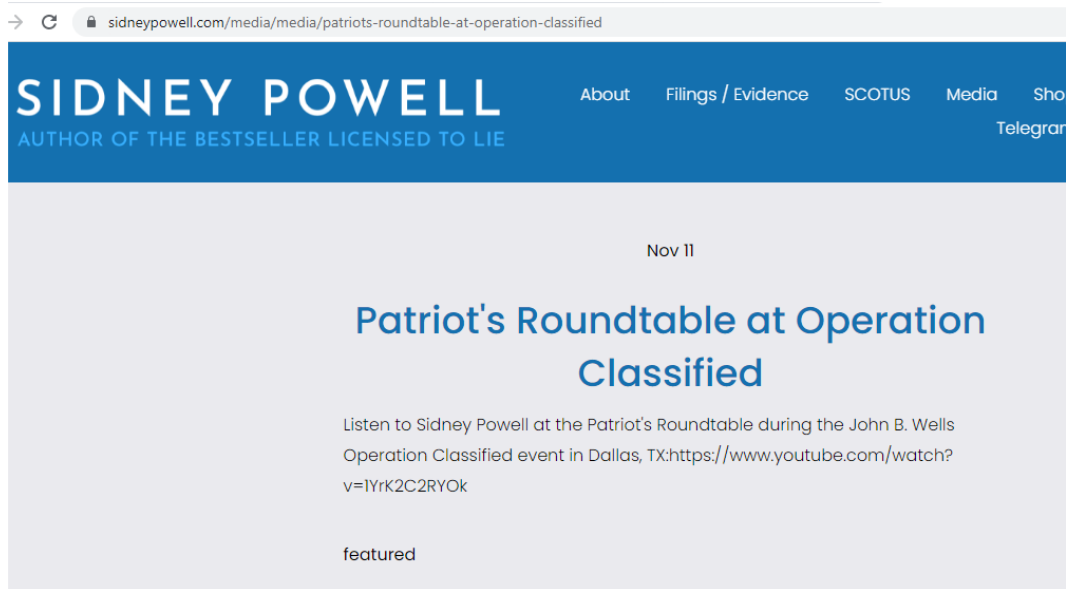 sidneypowell.com/media/media/patriots-roundtable-at-operation-classified
SIDNEY POWELL
AUTHOR OF THE BESTSELLER LICENSED TO LIE
About Filings / Evidence SCOTUS Media Sho
Telegram
Nov 11
Patriot's Roundtable at Operation
Classified
Listen to Sidney Powell at the Patriot's Roundtable during the John B. Wells
Operation Classified event in Dallas, TX:https://www.youtube.com/watch?
v=1YrK2C2RYOk
featured